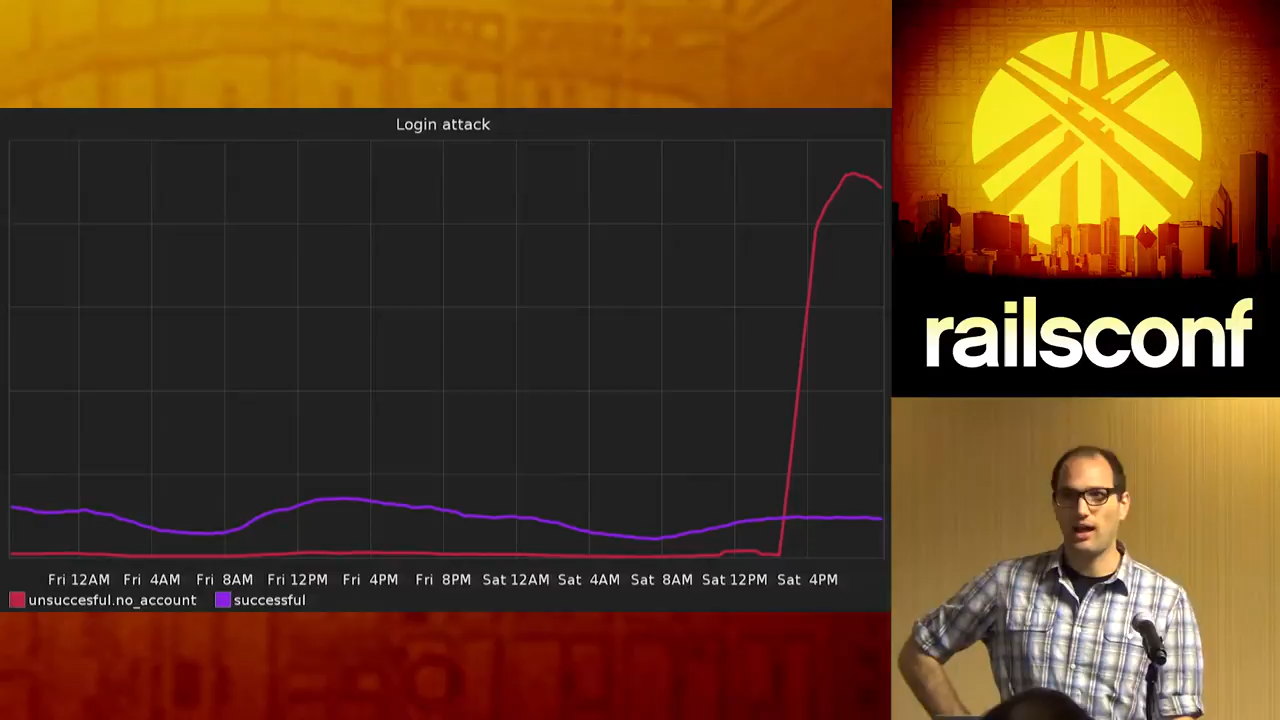 Login attack
Fri 12AM Fri 4AM Fri 8AM Fri 12PM Fri 4PM Fri 8PM Sat 12AM Sat 4AM Sat 8AM Sat 12PM Sat 4PM
unsuccesful.no_account successful
railsconf